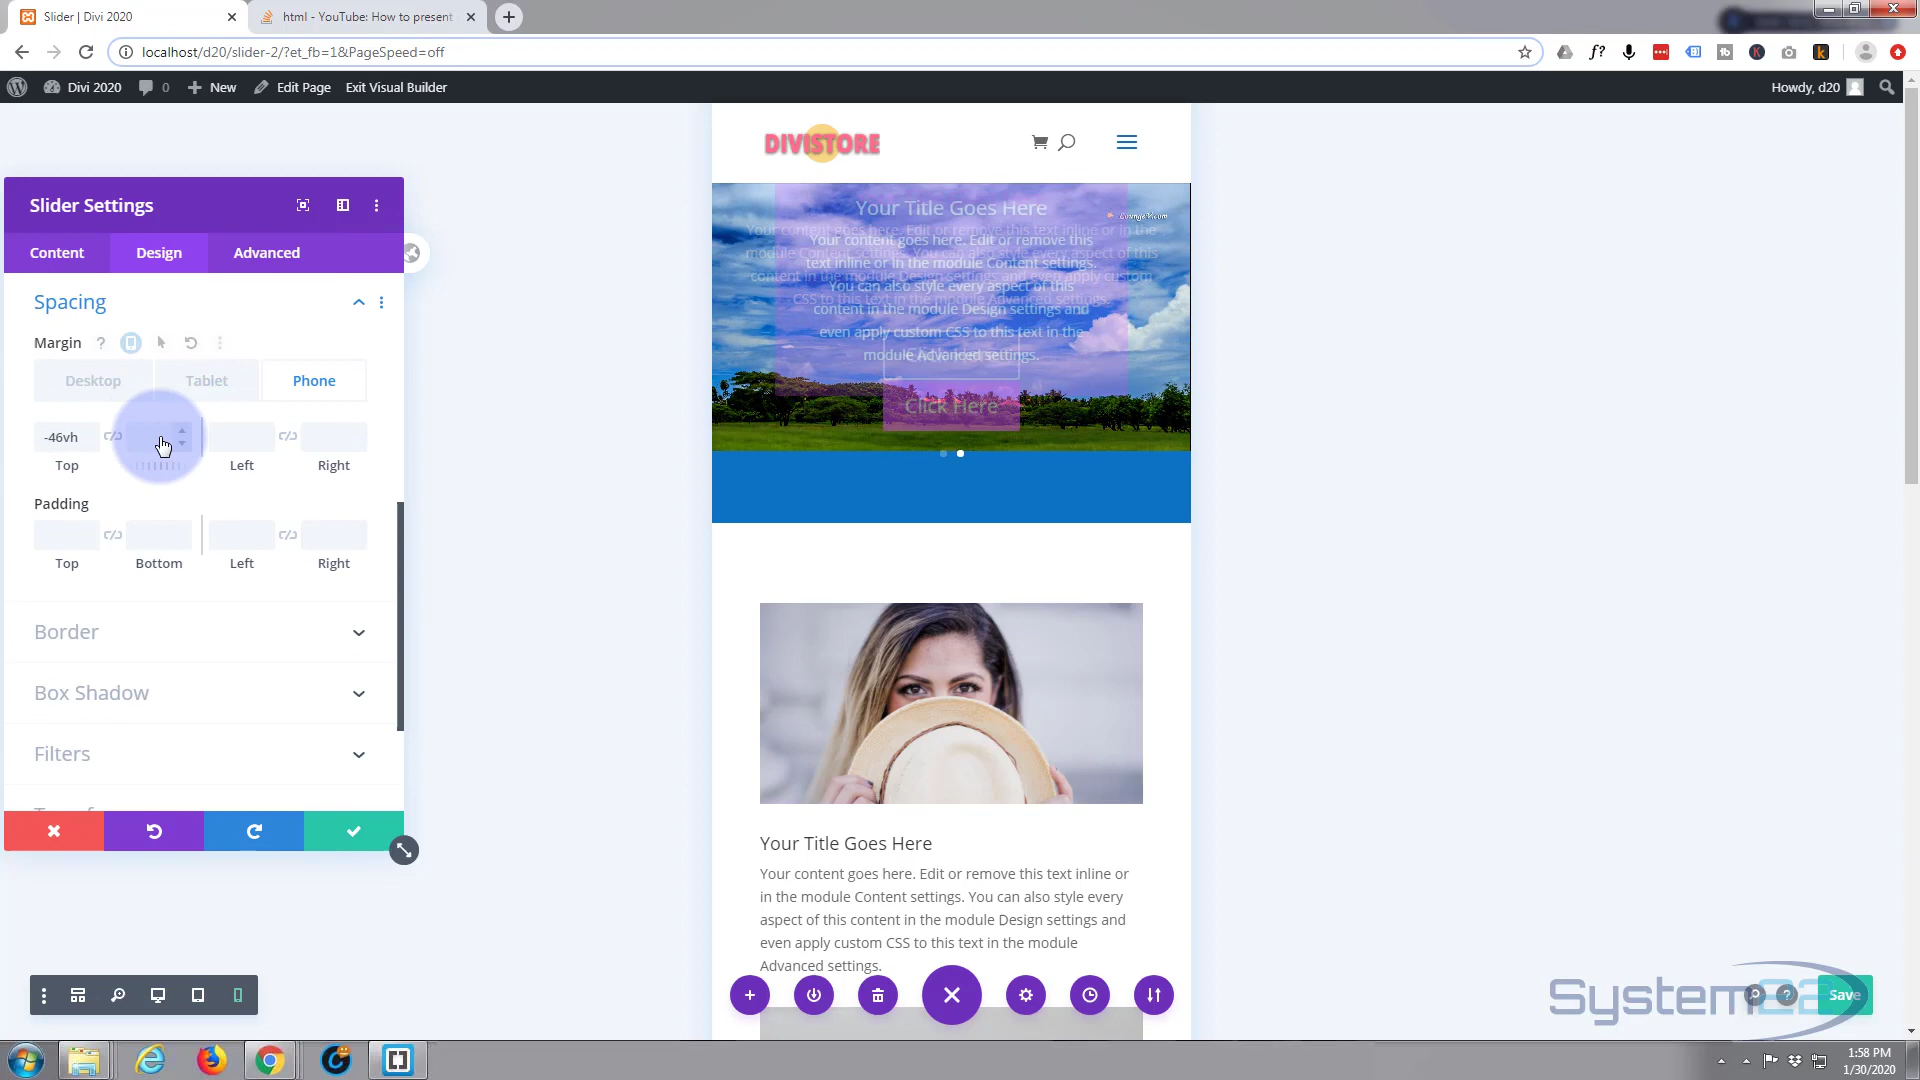 Slider | Divi 2020
html - YouTube: How to present
localhost/d20/slider-2/?et_fb=1&PageSpeed=off
Divi 2020
0
New
Edit Page
Exit Visual Builder
Howdy, d20
DIVISTORE
Slider Settings
Content
Design
Advanced
Spacing
Margin
Desktop
Tablet
Phone
-46vh
Top
Left
Right
Padding
Top
Bottom
Left
Right
Border
Box Shadow
Filters
Your Title Goes Here
Your content goes here. Edit or remove this
text inline or in the module Content settings.
You can also style every aspect of this
content in the module Design settings and
even apply custom CSS to this text in the
module Advanced settings.
Click Here
Your Title Goes Here
Your content goes here. Edit or remove this text inline or
in the module Content settings. You can also style every
aspect of this content in the module Design settings and
even apply custom CSS to this text in the module
Advanced settings.
System22
Save
1:58 PM
1/30/2020